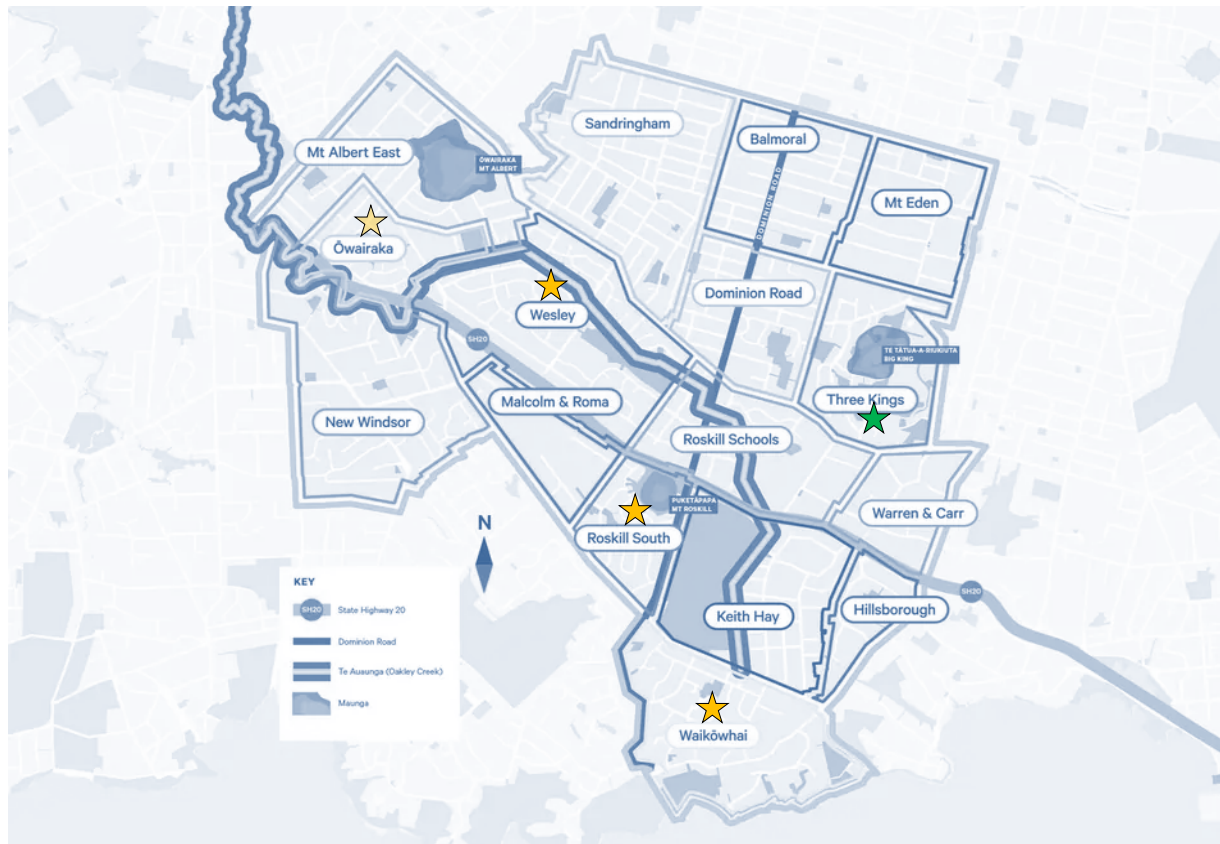 Sandringham
Balmoral
Mt Albert East
ŌWAIRAKA
MT ALBERT
Mt Eden
DOMINION ROAD
Ōwairaka
Dominion Road
Wesley
SH20
TE TĀTUA-A-RIUKIUTA
BIG KING
Malcolm & Roma
Three Kings
New Windsor
Roskill Schools
PUKETĀPAPA
MT ROSKILL
Warren & Carr
N
Roskill South
KEY
SH20
State Highway 20
SH20
Keith Hay
Hillsborough
Dominion Road
Te Auaunga (Oakley Creek)
Maunga
Waikōwhai